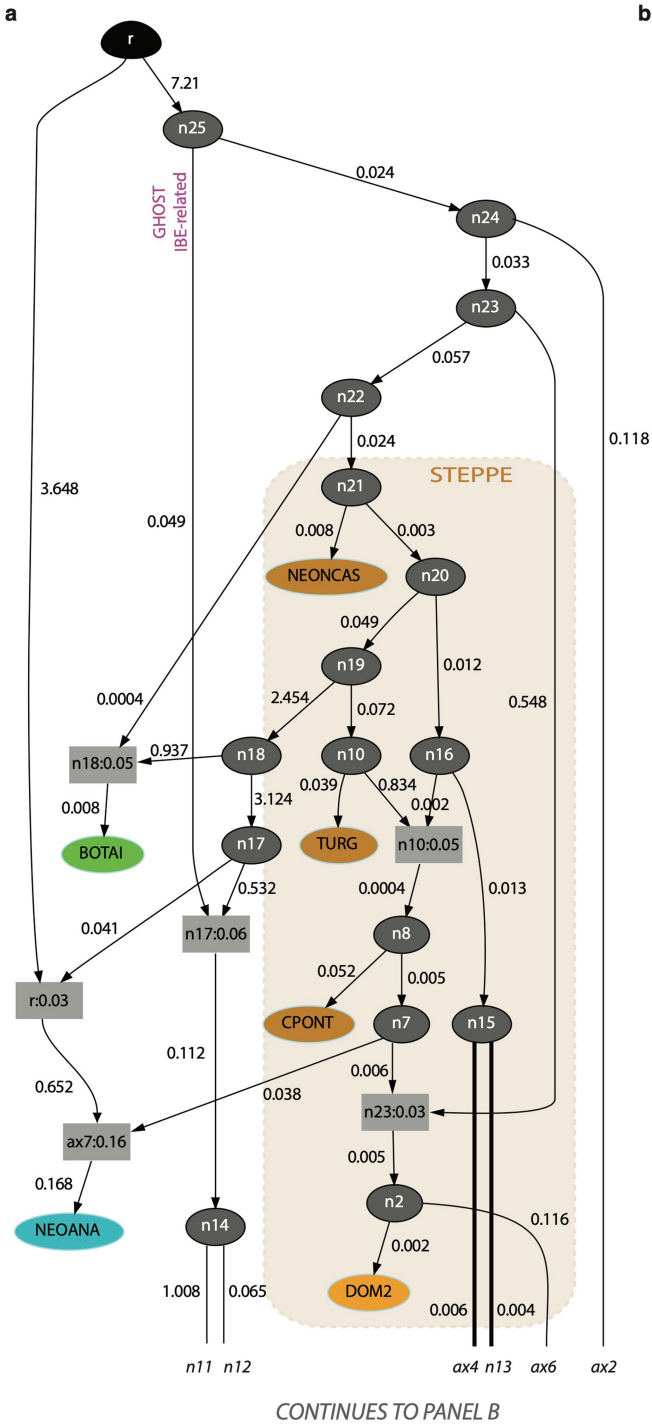 a
b
r
7.21
n25
0.024
GHOST
IBE-related
n24
0.033
n23
0.057
n22
0.118
0.024
STEPPE
n21
3.648
0.049
0.008
0.003
NEONCAS
n20
0.049
n19
0.012
2.454
0.0004
0.072
0.548
n18:0.05
0.937
n18
n10
n16
0.039
0.834
0.002
0.008
3.124
BOTAI
n17
TURG
n10:0.05
0.532
0.0004
0.013
0.041
n17:0.06
n8
0.052
0.005
r:0.03
CPONT
n7
n15
0.112
0.006
0.652
0.038
n23:0.03
ax7:0.16
0.005
0.168
n2
NEOANA
n14
0.116
0.002
1.008
0.065
DOM2
0.006
0.004
n11
n12
ax4
n13
ax6
ax2
CONTINUES TO PANEL B